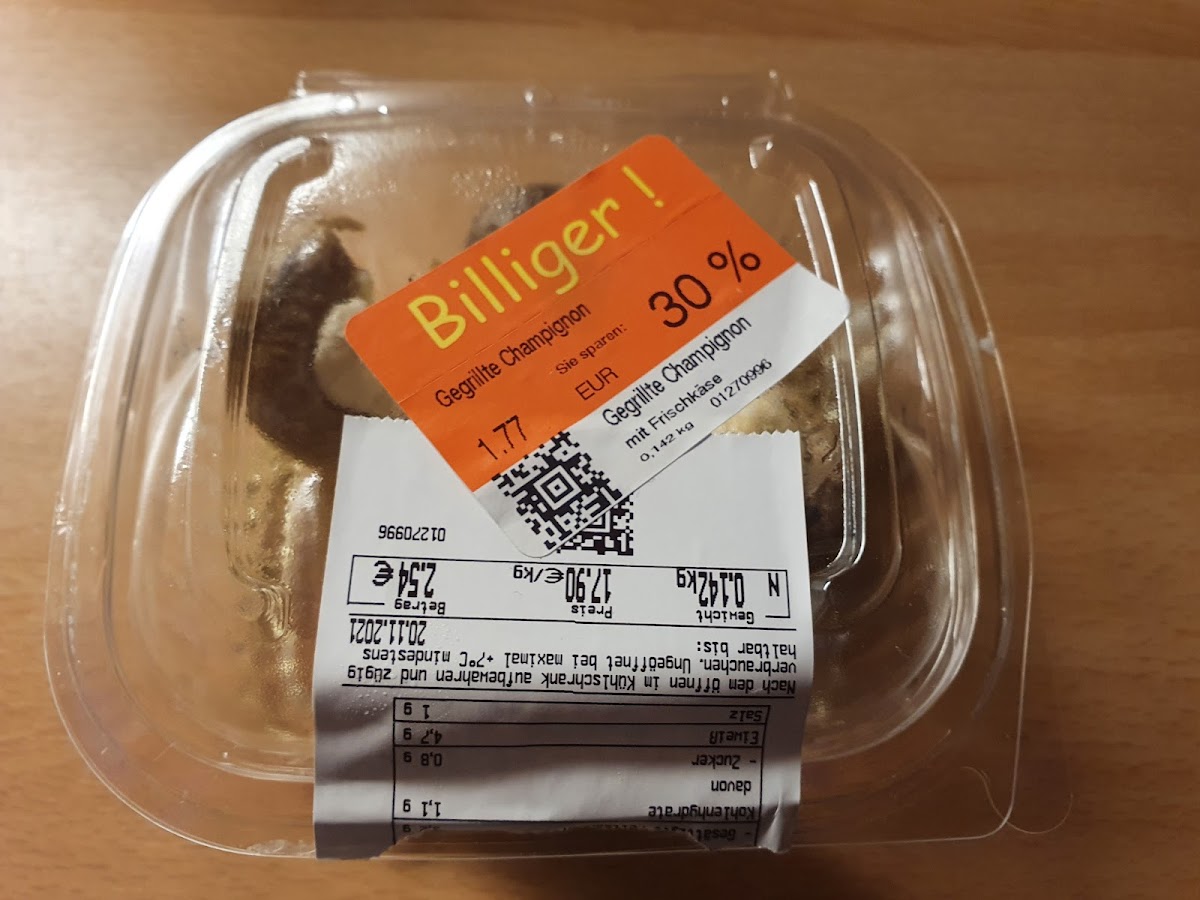 Billiger !
Gegrillte Champignon
Sie sparen: 30 %
1.77 EUR
Gegrillte Champignon
mit Frischkäse
0,142 kg 01270996
Kohlenhydrate 1,1 g
davon
- Zucker 0,8 g
Eiweiß 4,7 g
Salz 1 g
Nach dem öffnen im Kühlschrank aufbewahren und zügig
verbrauchen. Ungeöffnet bei maximal +7°C mindestens
haltbar bis: 20.11.2021
Gewicht Preis Betrag
N 0,142kg 17,90 €/kg 2,54 €
01270996